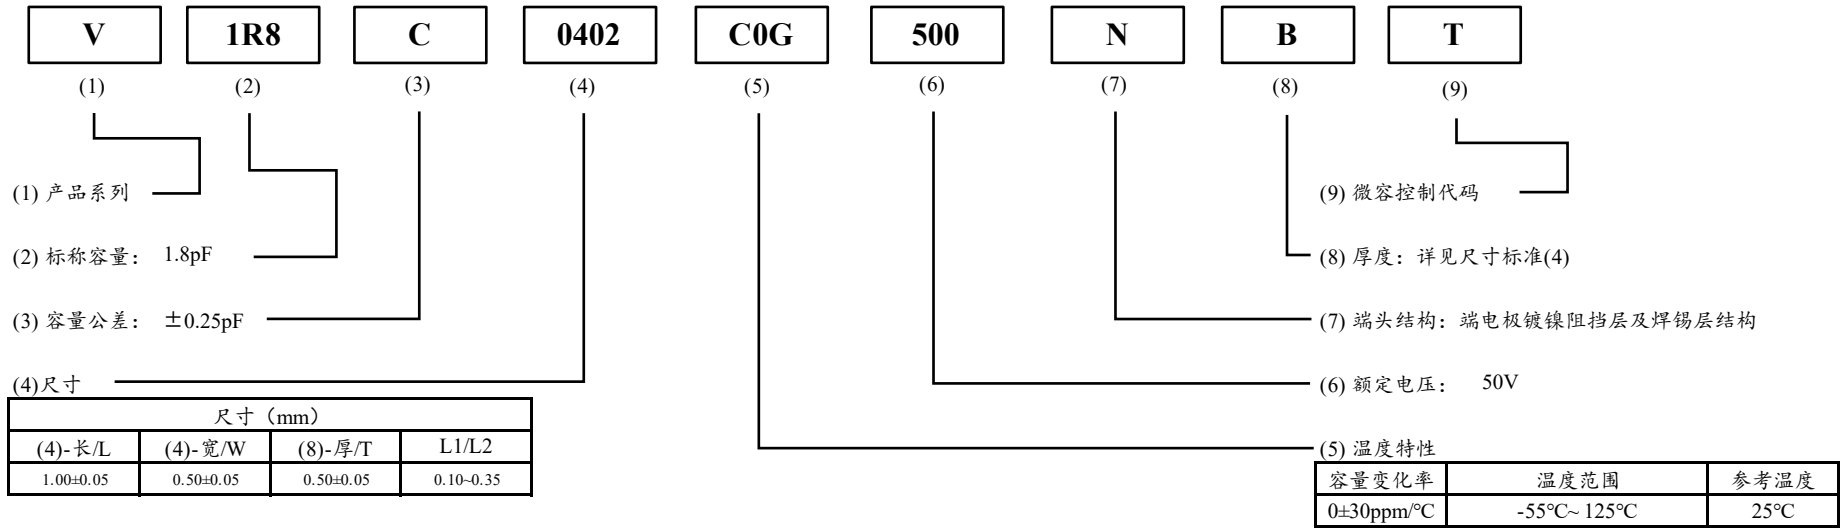 V 1R8 C 0402 C0G 500 N B T
(1) (2) (3) (4) (5) (6) (7) (8) (9)
(1) 产品系列
(9) 微容控制代码
(2) 标称容量： 1.8pF
(8) 厚度：详见尺寸标准(4)
(3) 容量公差： ±0.25pF
(7) 端头结构：端电极镀镍阻挡层及焊锡层结构
(4)尺寸
(6) 额定电压： 50V
尺寸（mm）
(4)-长/L (4)-宽/W (8)-厚/T L1/L2
1.00±0.05 0.50±0.05 0.50±0.05 0.10~0.35
(5) 温度特性
容量变化率 温度范围 参考温度
0±30ppm/℃ -55℃~ 125℃ 25℃